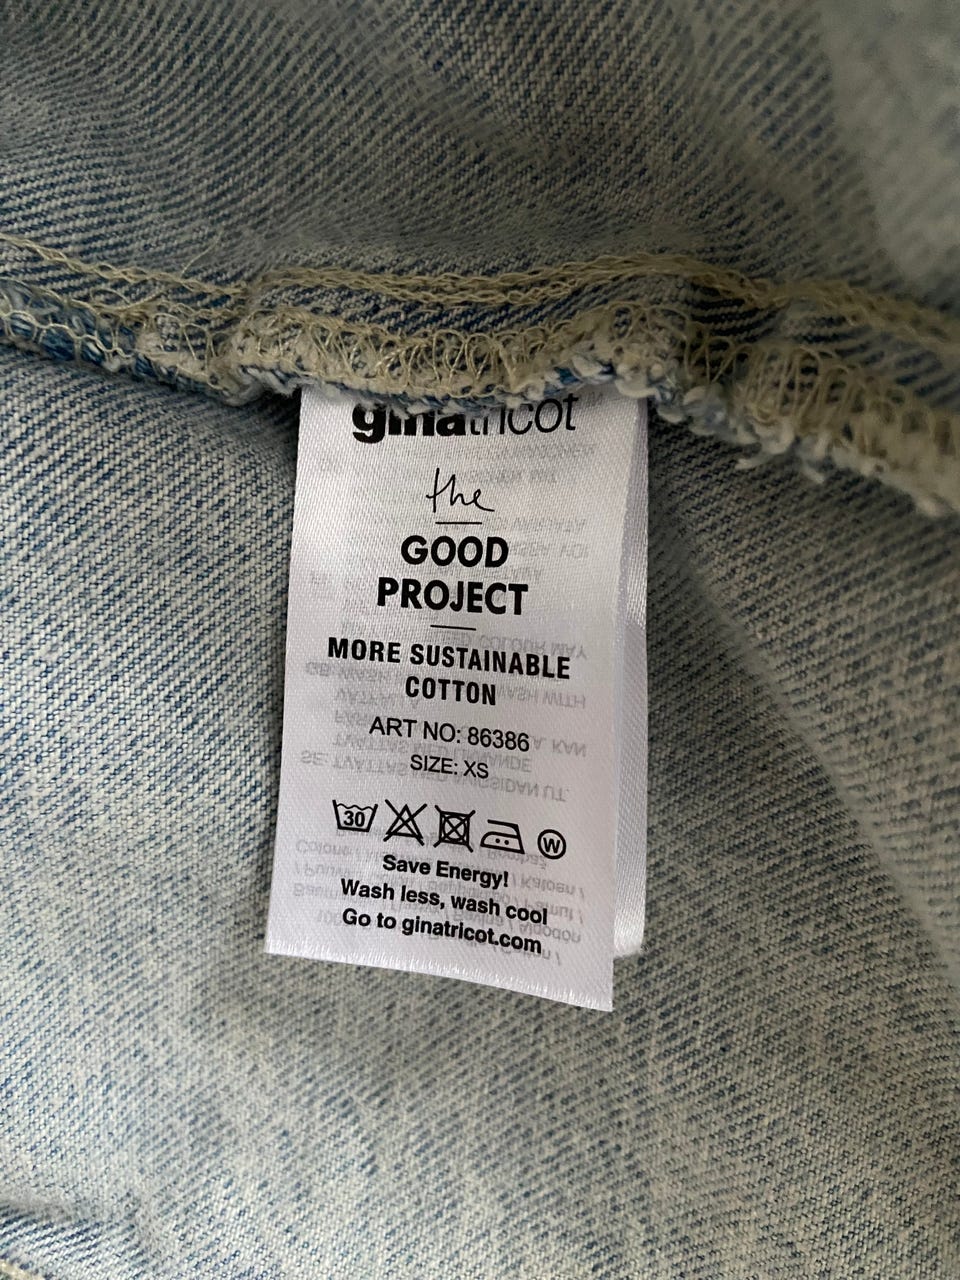 ginatricot
the
GOOD
PROJECT
MORE SUSTAINABLE
COTTON
ART NO: 86386
SIZE: XS
30
W
Save Energy!
Wash less, wash cool
Go to ginatricot.com